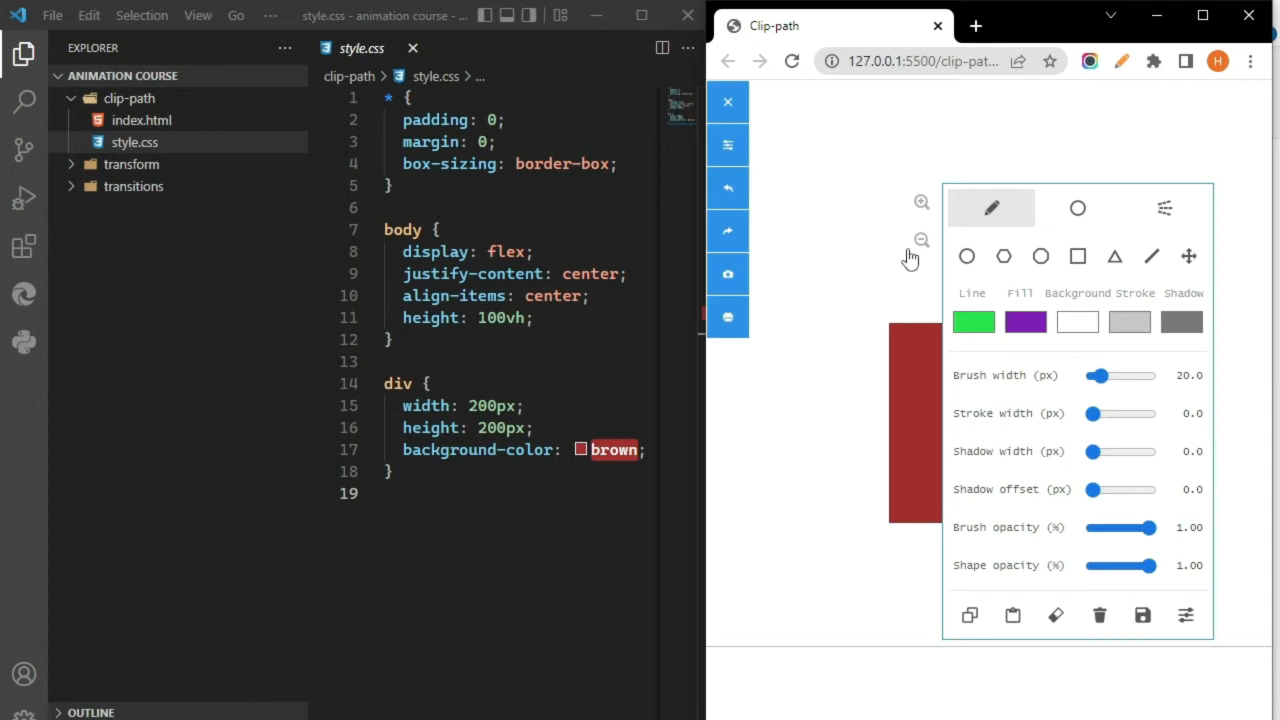 File Edit Selection View Go ··· style.css - animation course - ...
EXPLORER
ANIMATION COURSE
clip-path
index.html
style.css
transform
transitions
OUTLINE
style.css
clip-path > style.css > ...
1 * {
2 padding: 0;
3 margin: 0;
4 box-sizing: border-box;
5 }
6
7 body {
8 display: flex;
9 justify-content: center;
10 align-items: center;
11 height: 100vh;
12 }
13
14 div {
15 width: 200px;
16 height: 200px;
17 background-color: brown;
18 }
19
Clip-path
127.0.0.1:5500/clip-pat...
H
Line Fill Background Stroke Shadow
Brush width (px) 20.0
Stroke width (px) 0.0
Shadow width (px) 0.0
Shadow offset (px) 0.0
Brush opacity (%) 1.00
Shape opacity (%) 1.00